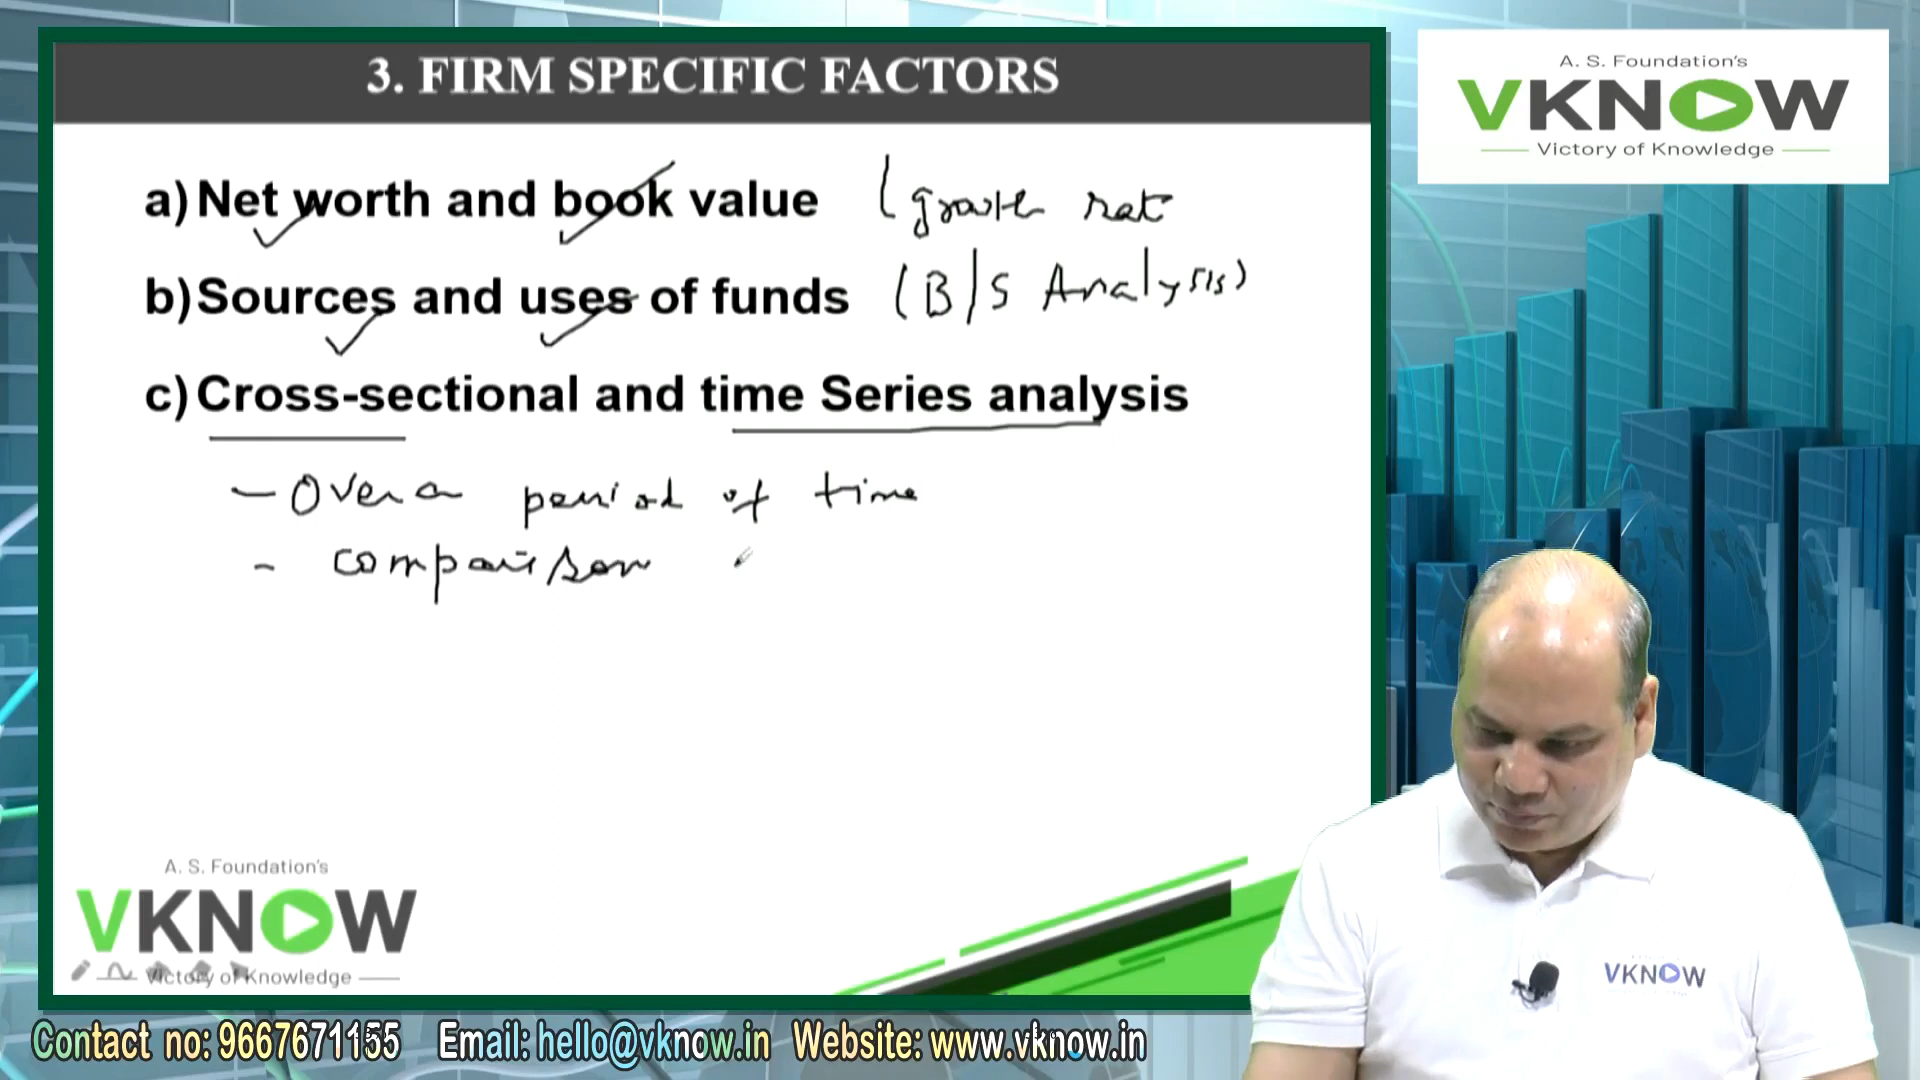 3. FIRM SPECIFIC FACTORS
a) Net worth and book value ( growth rate
b) Sources and uses of funds (B/S Analysis)
c) Cross-sectional and time Series analysis
- Over a period of time
- comparison
A. S. Foundation's
VKNOW
Victory of Knowledge
A. S. Foundation's
VKNOW
Victory of Knowledge
VKNOW
Contact no: 9667671155 Email: hello@vknow.in Website: www.vknow.in